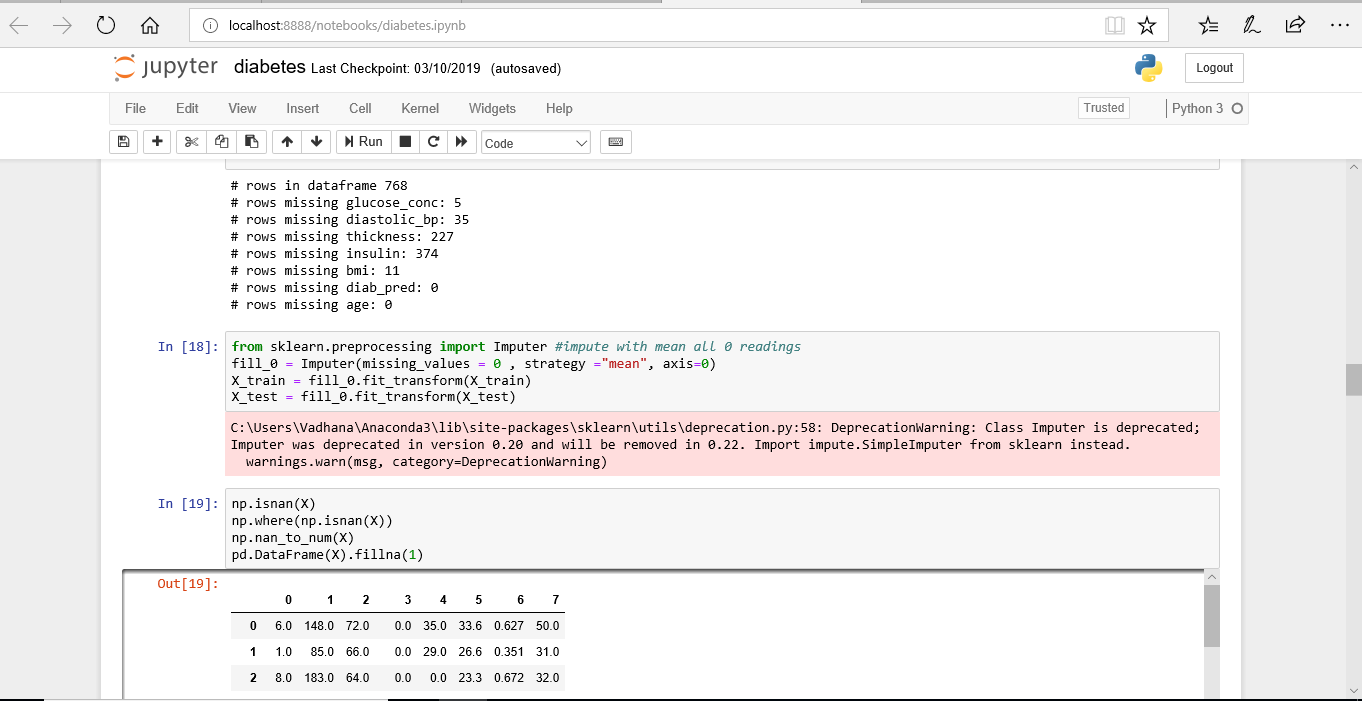 localhost:8888/notebooks/diabetes.ipynb
jupyter diabetes Last Checkpoint: 03/10/2019 (autosaved)
Logout
File Edit View Insert Cell Kernel Widgets Help
Trusted
Python 3
Run
Code
# rows in dataframe 768
# rows missing glucose_conc: 5
# rows missing diastolic_bp: 35
# rows missing thickness: 227
# rows missing insulin: 374
# rows missing bmi: 11
# rows missing diab_pred: 0
# rows missing age: 0
In [18]: from sklearn.preprocessing import Imputer #impute with mean all 0 readings
fill_0 = Imputer(missing_values = 0 , strategy ="mean", axis=0)
X_train = fill_0.fit_transform(X_train)
X_test = fill_0.fit_transform(X_test)
C:\Users\Vadhana\Anaconda3\lib\site-packages\sklearn\utils\deprecation.py:58: DeprecationWarning: Class Imputer is deprecated;
Imputer was deprecated in version 0.20 and will be removed in 0.22. Import impute.SimpleImputer from sklearn instead.
warnings.warn(msg, category=DeprecationWarning)
In [19]: np.isnan(X)
np.where(np.isnan(X))
np.nan_to_num(X)
pd.DataFrame(X).fillna(1)
Out[19]:
0 1 2 3 4 5 6 7
0 6.0 148.0 72.0 0.0 35.0 33.6 0.627 50.0
1 1.0 85.0 66.0 0.0 29.0 26.6 0.351 31.0
2 8.0 183.0 64.0 0.0 0.0 23.3 0.672 32.0